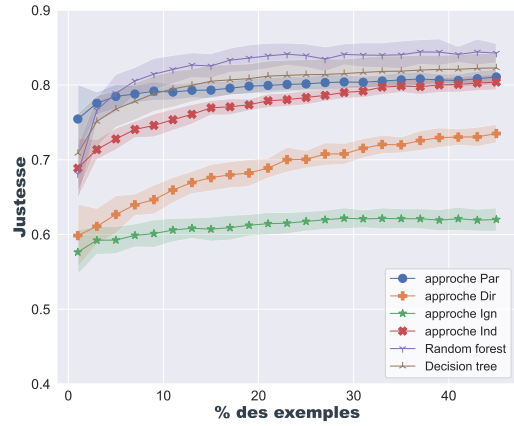 0.9
0.8
0.7
0.6
0.5
0.4
Justesse
0
10
20
30
40
% des exemples
approche Par
approche Dir
approche Ign
approche Ind
Random forest
Decision tree